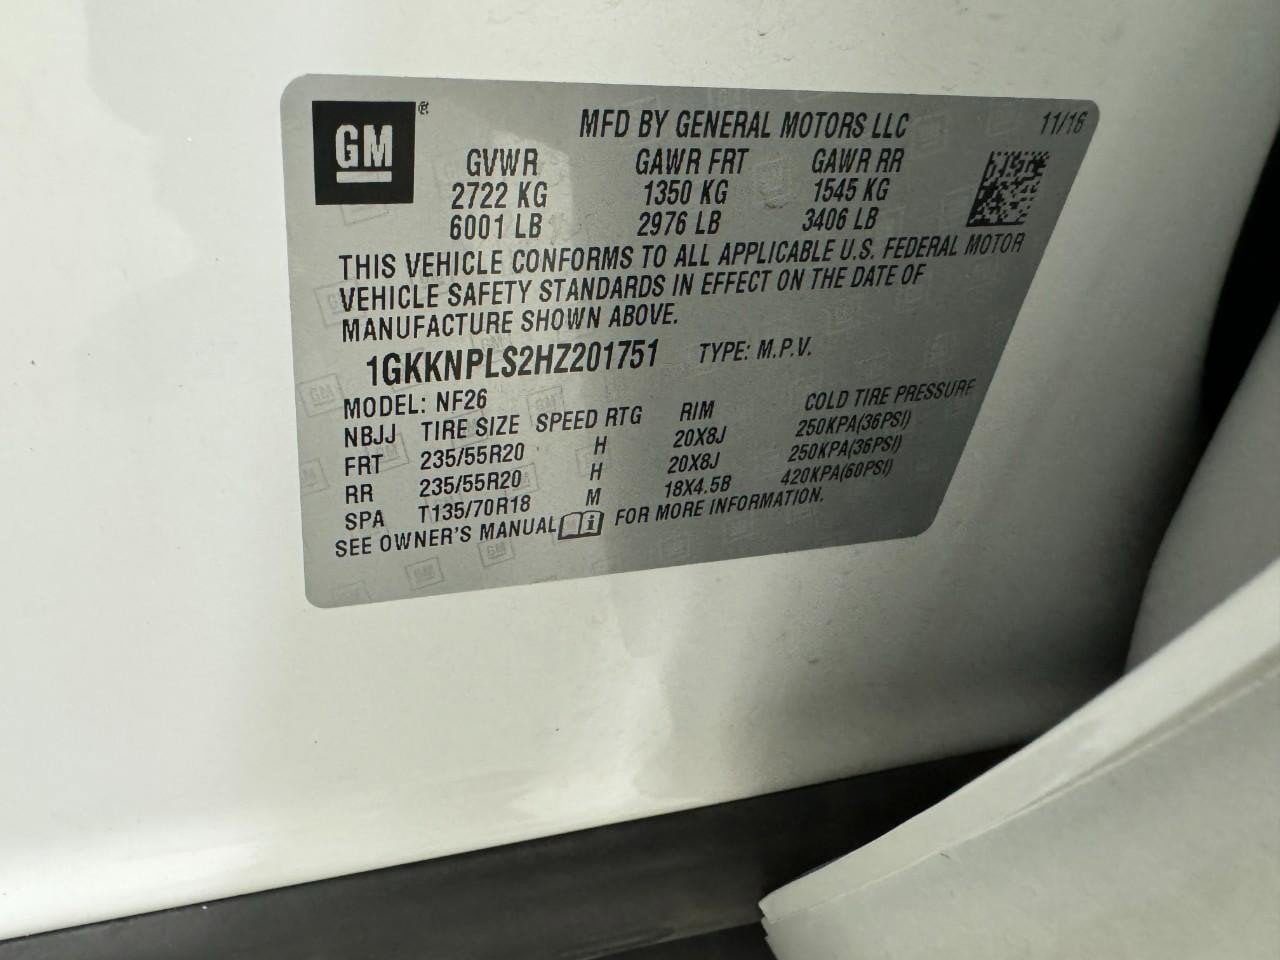 GM
MFD BY GENERAL MOTORS LLC 11/16
GVWR GAWR FRT GAWR RR
2722 KG 1350 KG 1545 KG
6001 LB 2976 LB 3406 LB
THIS VEHICLE CONFORMS TO ALL APPLICABLE U.S. FEDERAL MOTOR
VEHICLE SAFETY STANDARDS IN EFFECT ON THE DATE OF
MANUFACTURE SHOWN ABOVE.
1GKKNPLS2HZ201751 TYPE: M.P.V.
MODEL: NF26
NBJJ TIRE SIZE SPEED RTG RIM COLD TIRE PRESSURE
FRT 235/55R20 H 20X8J 250KPA(36PSI)
RR 235/55R20 H 20X8J 250KPA(36PSI)
SPA T135/70R18 M 18X4.5B 420KPA(60PSI)
SEE OWNER'S MANUAL FOR MORE INFORMATION.